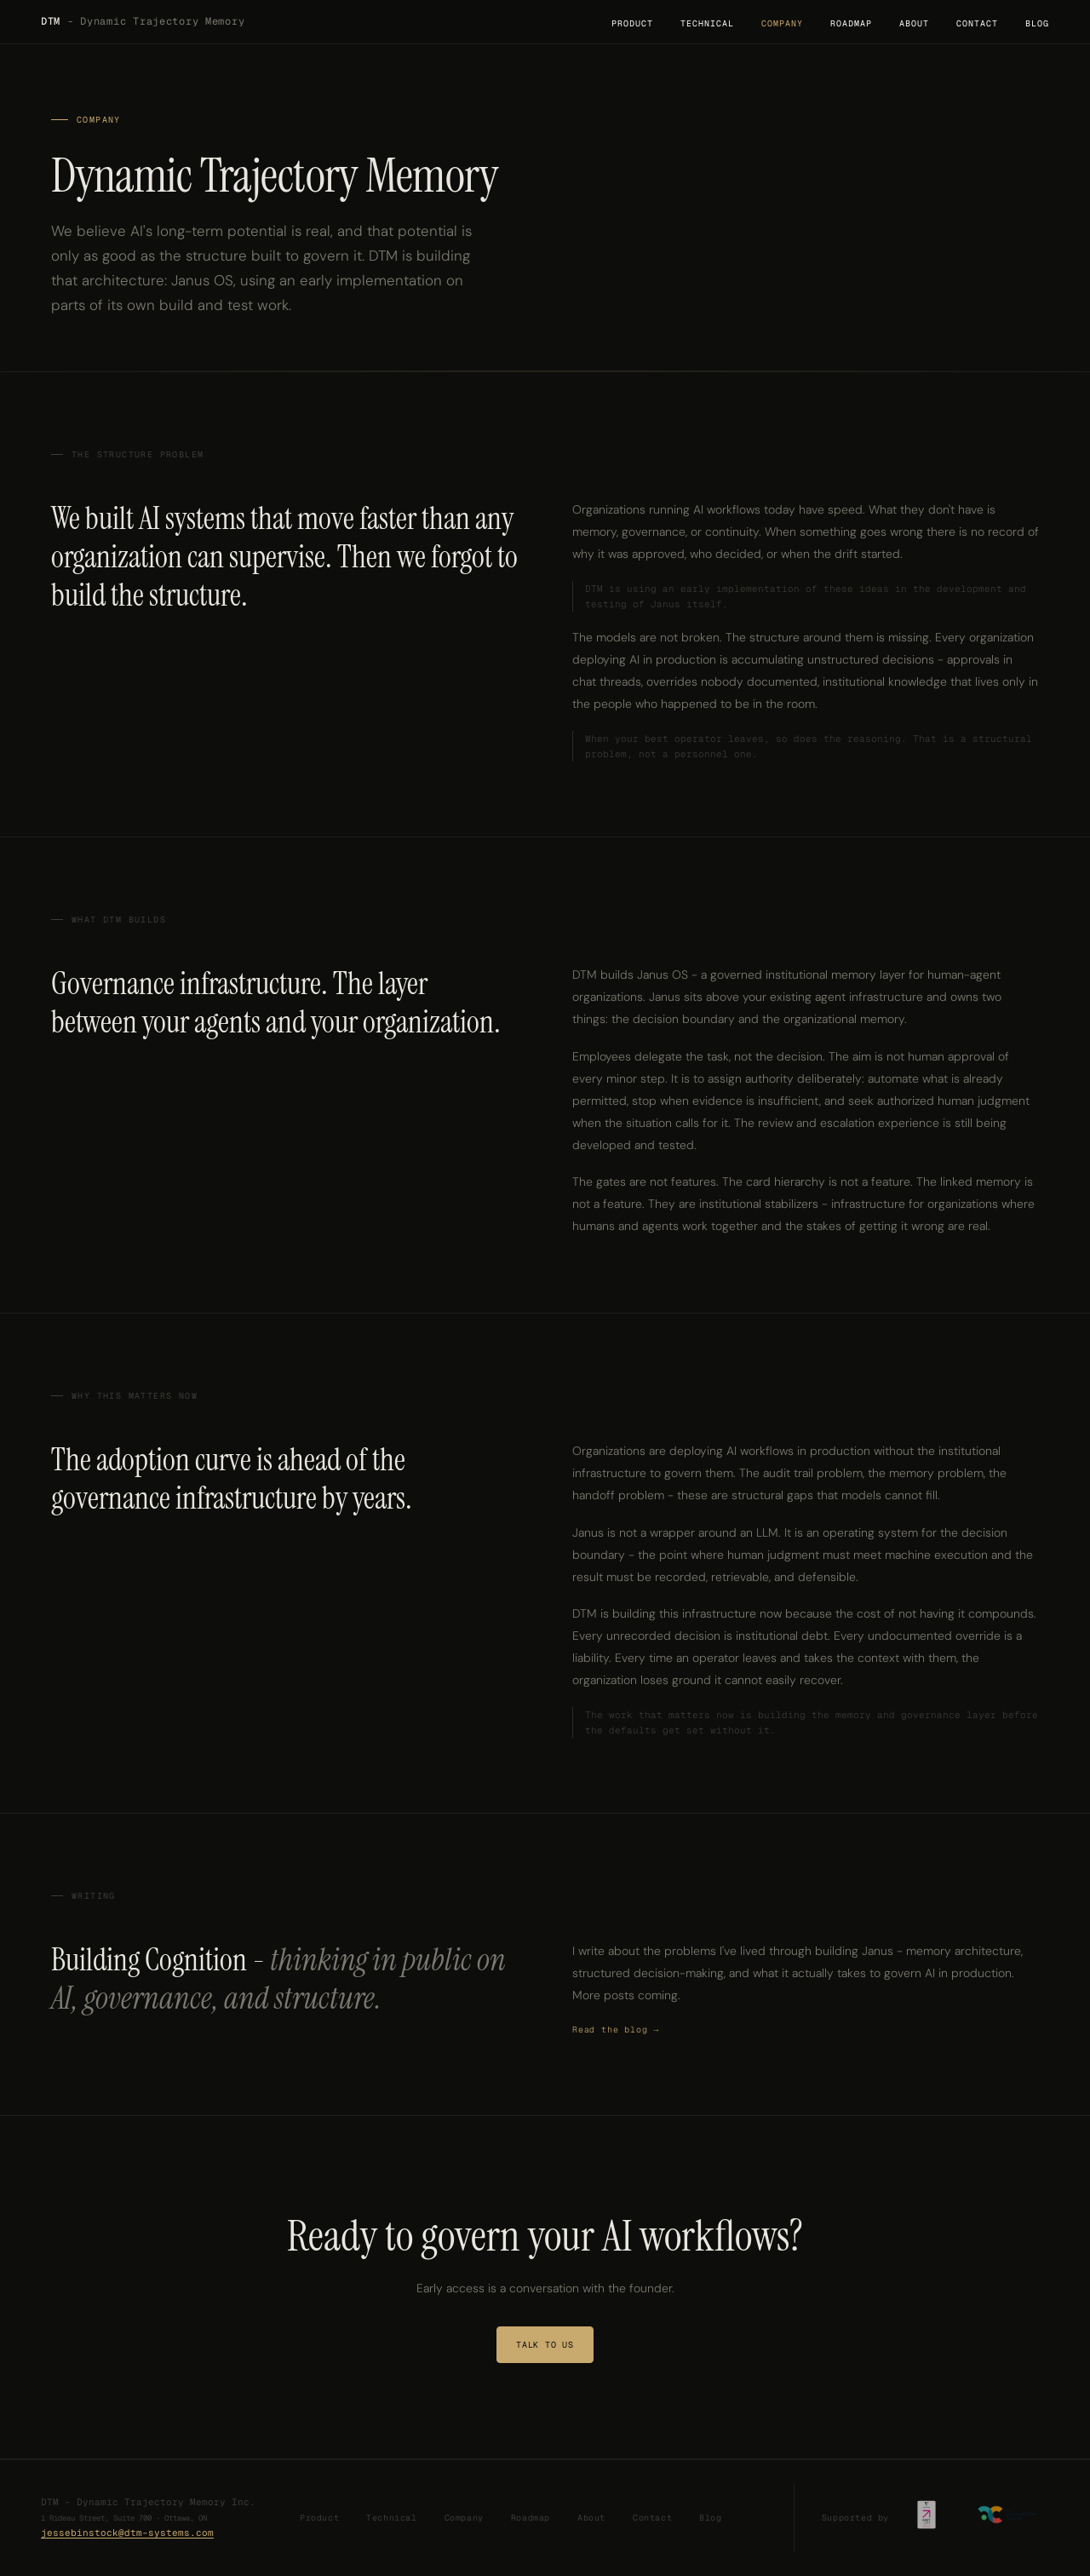 DTM - Dynamic Trajectory Memory
PRODUCT TECHNICAL COMPANY ROADMAP ABOUT CONTACT BLOG
COMPANY
Dynamic Trajectory Memory
We believe AI's long-term potential is real, and that potential is
only as good as the structure built to govern it. DTM is building
that architecture: Janus OS, using an early implementation on
parts of its own build and test work.
THE STRUCTURE PROBLEM
We built AI systems that move faster than any
organization can supervise. Then we forgot to
build the structure.
Organizations running AI workflows today have speed. What they don't have is
memory, governance, or continuity. When something goes wrong there is no record of
why it was approved, who decided, or when the drift started.
DTM is using an early implementation of these ideas in the development and
testing of Janus itself.
The models are not broken. The structure around them is missing. Every organization
deploying AI in production is accumulating unstructured decisions - approvals in
chat threads, overrides nobody documented, institutional knowledge that lives only in
the people who happened to be in the room.
When your best operator leaves, so does the reasoning. That is a structural
problem, not a personnel one.
WHAT DTM BUILDS
Governance infrastructure. The layer
between your agents and your organization.
DTM builds Janus OS - a governed institutional memory layer for human-agent
organizations. Janus sits above your existing agent infrastructure and owns two
things: the decision boundary and the organizational memory.
Employees delegate the task, not the decision. The aim is not human approval of
every minor step. It is to assign authority deliberately: automate what is already
permitted, stop when evidence is insufficient, and seek authorized human judgment
when the situation calls for it. The review and escalation experience is still being
developed and tested.
The gates are not features. The card hierarchy is not a feature. The linked memory is
not a feature. They are institutional stabilizers - infrastructure for organizations where
humans and agents work together and the stakes of getting it wrong are real.
WHY THIS MATTERS NOW
The adoption curve is ahead of the
governance infrastructure by years.
Organizations are deploying AI workflows in production without the institutional
infrastructure to govern them. The audit trail problem, the memory problem, the
handoff problem - these are structural gaps that models cannot fill.
Janus is not a wrapper around an LLM. It is an operating system for the decision
boundary - the point where human judgment must meet machine execution and the
result must be recorded, retrievable, and defensible.
DTM is building this infrastructure now because the cost of not having it compounds.
Every unrecorded decision is institutional debt. Every undocumented override is a
liability. Every time an operator leaves and takes the context with them, the
organization loses ground it cannot easily recover.
The work that matters now is building the memory and governance layer before
the defaults get set without it.
WRITING
Building Cognition - thinking in public on
AI, governance, and structure.
I write about the problems I've lived through building Janus - memory architecture,
structured decision-making, and what it actually takes to govern AI in production.
More posts coming.
Read the blog →
Ready to govern your AI workflows?
Early access is a conversation with the founder.
TALK TO US
DTM - Dynamic Trajectory Memory Inc.
1 Rideau Street, Suite 700 · Ottawa, ON
jessebinstock@dtm-systems.com
Product Technical Company Roadmap About Contact Blog
Supported by